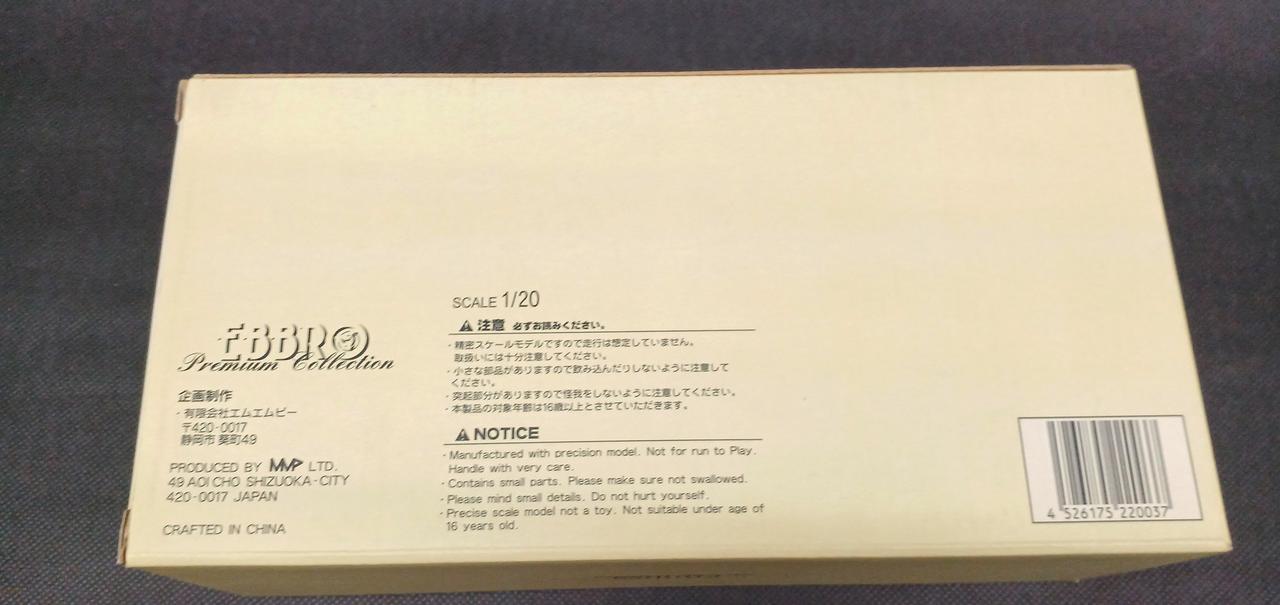 EBBRO
Premium Collection
企画制作
・有限会社エムエムピー
〒420-0017
静岡市 葵町49
PRODUCED BY MMP LTD.
49 AOI CHO SHIZUOKA-CITY
420-0017 JAPAN
CRAFTED IN CHINA
SCALE 1/20
注意 必ずお読みください。
・精密スケールモデルですので走行は想定していません。
取扱いには十分注意してください。
・小さな部品がありますので飲み込んだりしないように注意して
ください。
・突起部分がありますので怪我をしないように注意してください。
・本製品の対象年齢は16歳以上とさせていただきます。
NOTICE
・Manufactured with precision model. Not for run to Play.
Handle with very care.
・Contains small parts. Please make sure not swallowed.
・Please mind small details. Do not hurt yourself.
・Precise scale model not a toy. Not suitable under age of
16 years old.
4 526175 220037